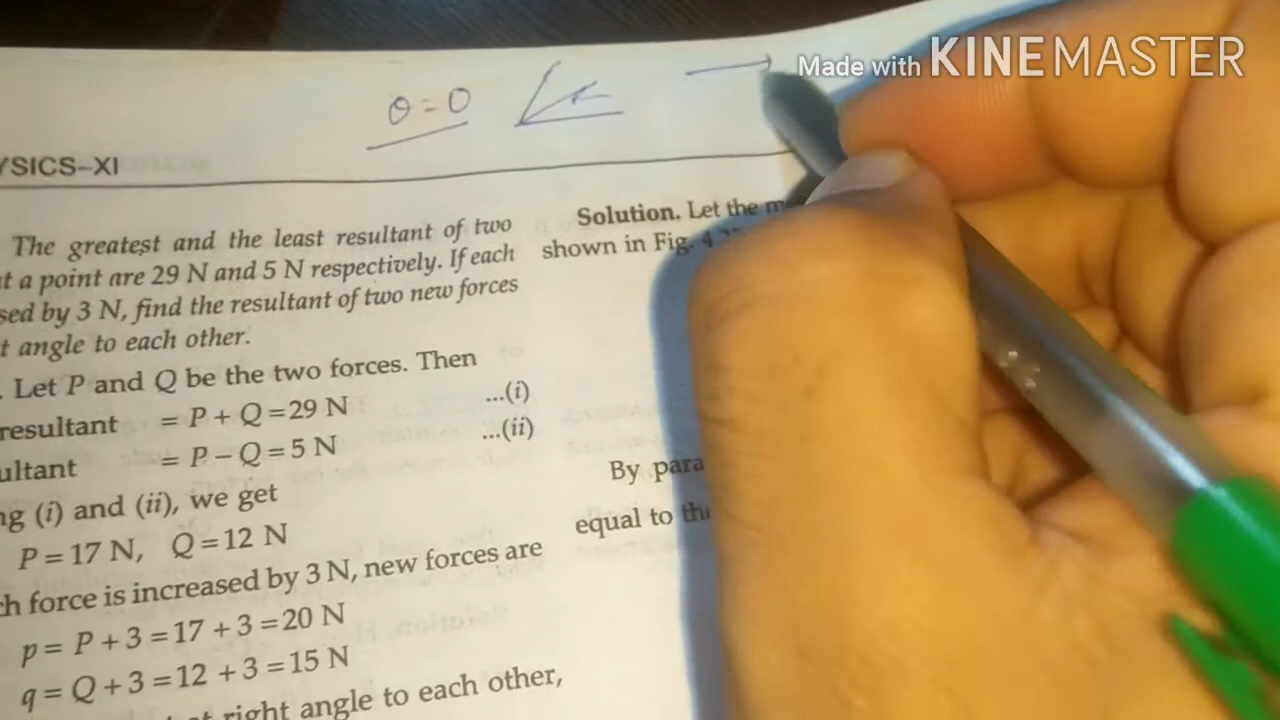 Made with KINEMASTER
θ = 0
YSICS–XI
The greatest and the least resultant of two
t a point are 29 N and 5 N respectively. If each
sed by 3 N, find the resultant of two new forces
t angle to each other.
. Let P and Q be the two forces. Then
resultant = P + Q = 29 N ...(i)
ultant = P – Q = 5 N ...(ii)
ng (i) and (ii), we get
P = 17 N, Q = 12 N
ch force is increased by 3 N, new forces are
p = P + 3 = 17 + 3 = 20 N
q = Q + 3 = 12 + 3 = 15 N
at right angle to each other,
Solution. Let the m
shown in Fig. 4
By para
equal to the